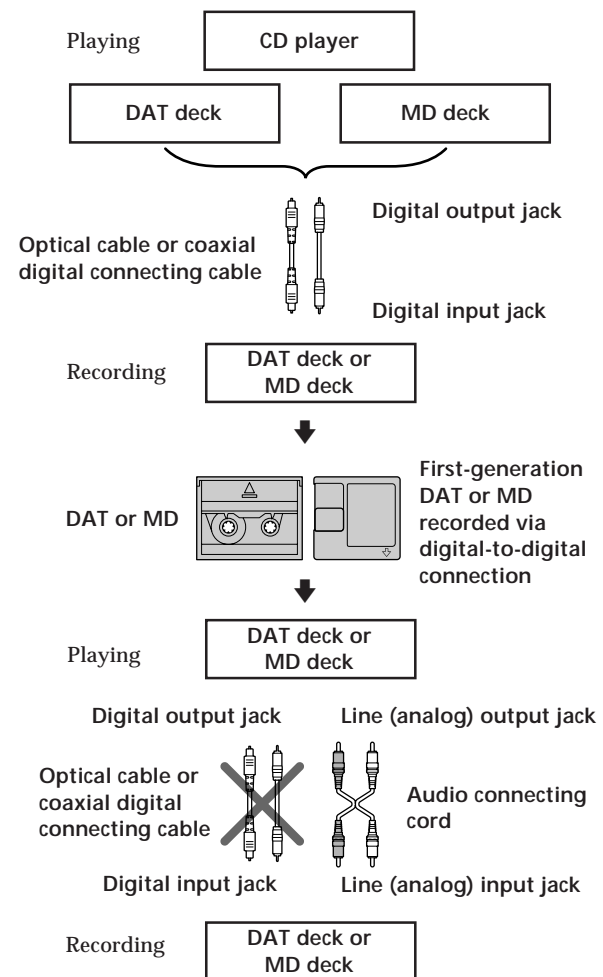 Playing
CD player
DAT deck
MD deck
Digital output jack
Optical cable or coaxial
digital connecting cable
Digital input jack
Recording
DAT deck or
MD deck
DAT or MD
First-generation
DAT or MD
recorded via
digital-to-digital
connection
Playing
DAT deck or
MD deck
Digital output jack
Line (analog) output jack
Optical cable or
coaxial digital
connecting cable
Audio connecting
cord
Digital input jack
Line (analog) input jack
Recording
DAT deck or
MD deck